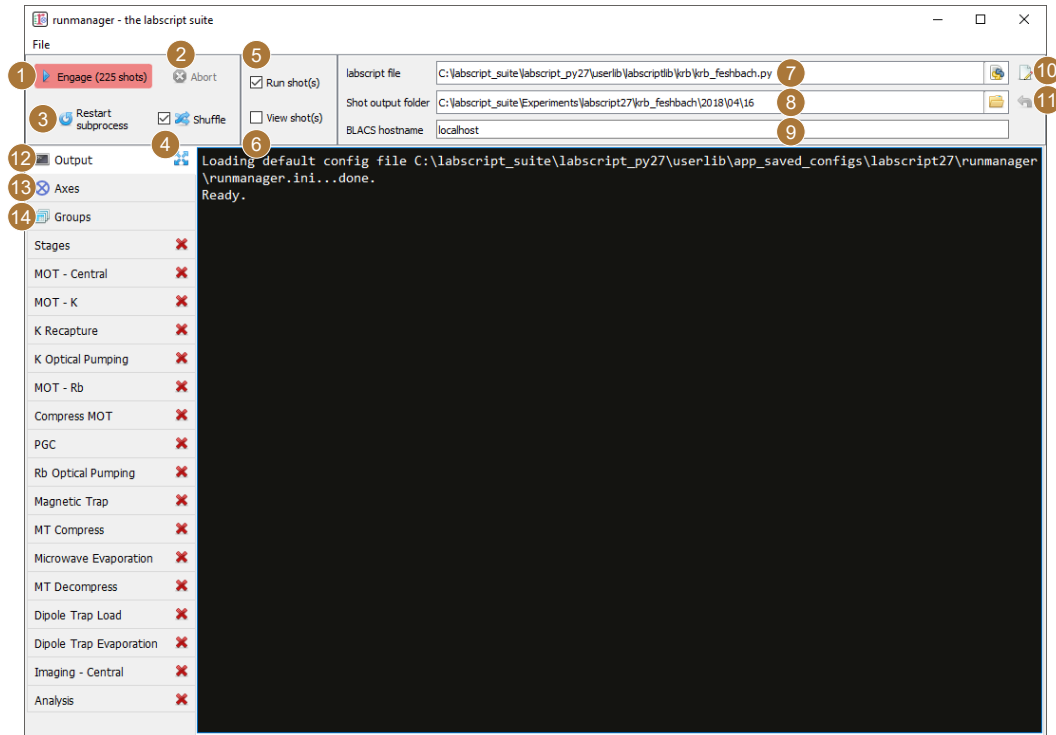 runmanager - the labscript suite
File
1 Engage (225 shots)
2 Abort
3 Restart subprocess
4 Shuffle
5 Run shot(s)
6 View shot(s)
labscript file C:\labscript_suite\labscript_py27\userlib\labscriptlib\krb\krb_feshbach.py 7
Shot output folder C:\labscript_suite\Experiments\labscript27\krb_feshbach\2018\04\16 8
BLACS hostname localhost 9
10
11
12 Output
13 Axes
14 Groups
Stages
MOT - Central
MOT - K
K Recapture
K Optical Pumping
MOT - Rb
Compress MOT
PGC
Rb Optical Pumping
Magnetic Trap
MT Compress
Microwave Evaporation
MT Decompress
Dipole Trap Load
Dipole Trap Evaporation
Imaging - Central
Analysis
Loading default config file C:\labscript_suite\labscript_py27\userlib\app_saved_configs\labscript27\runmanager
\runmanager.ini...done.
Ready.